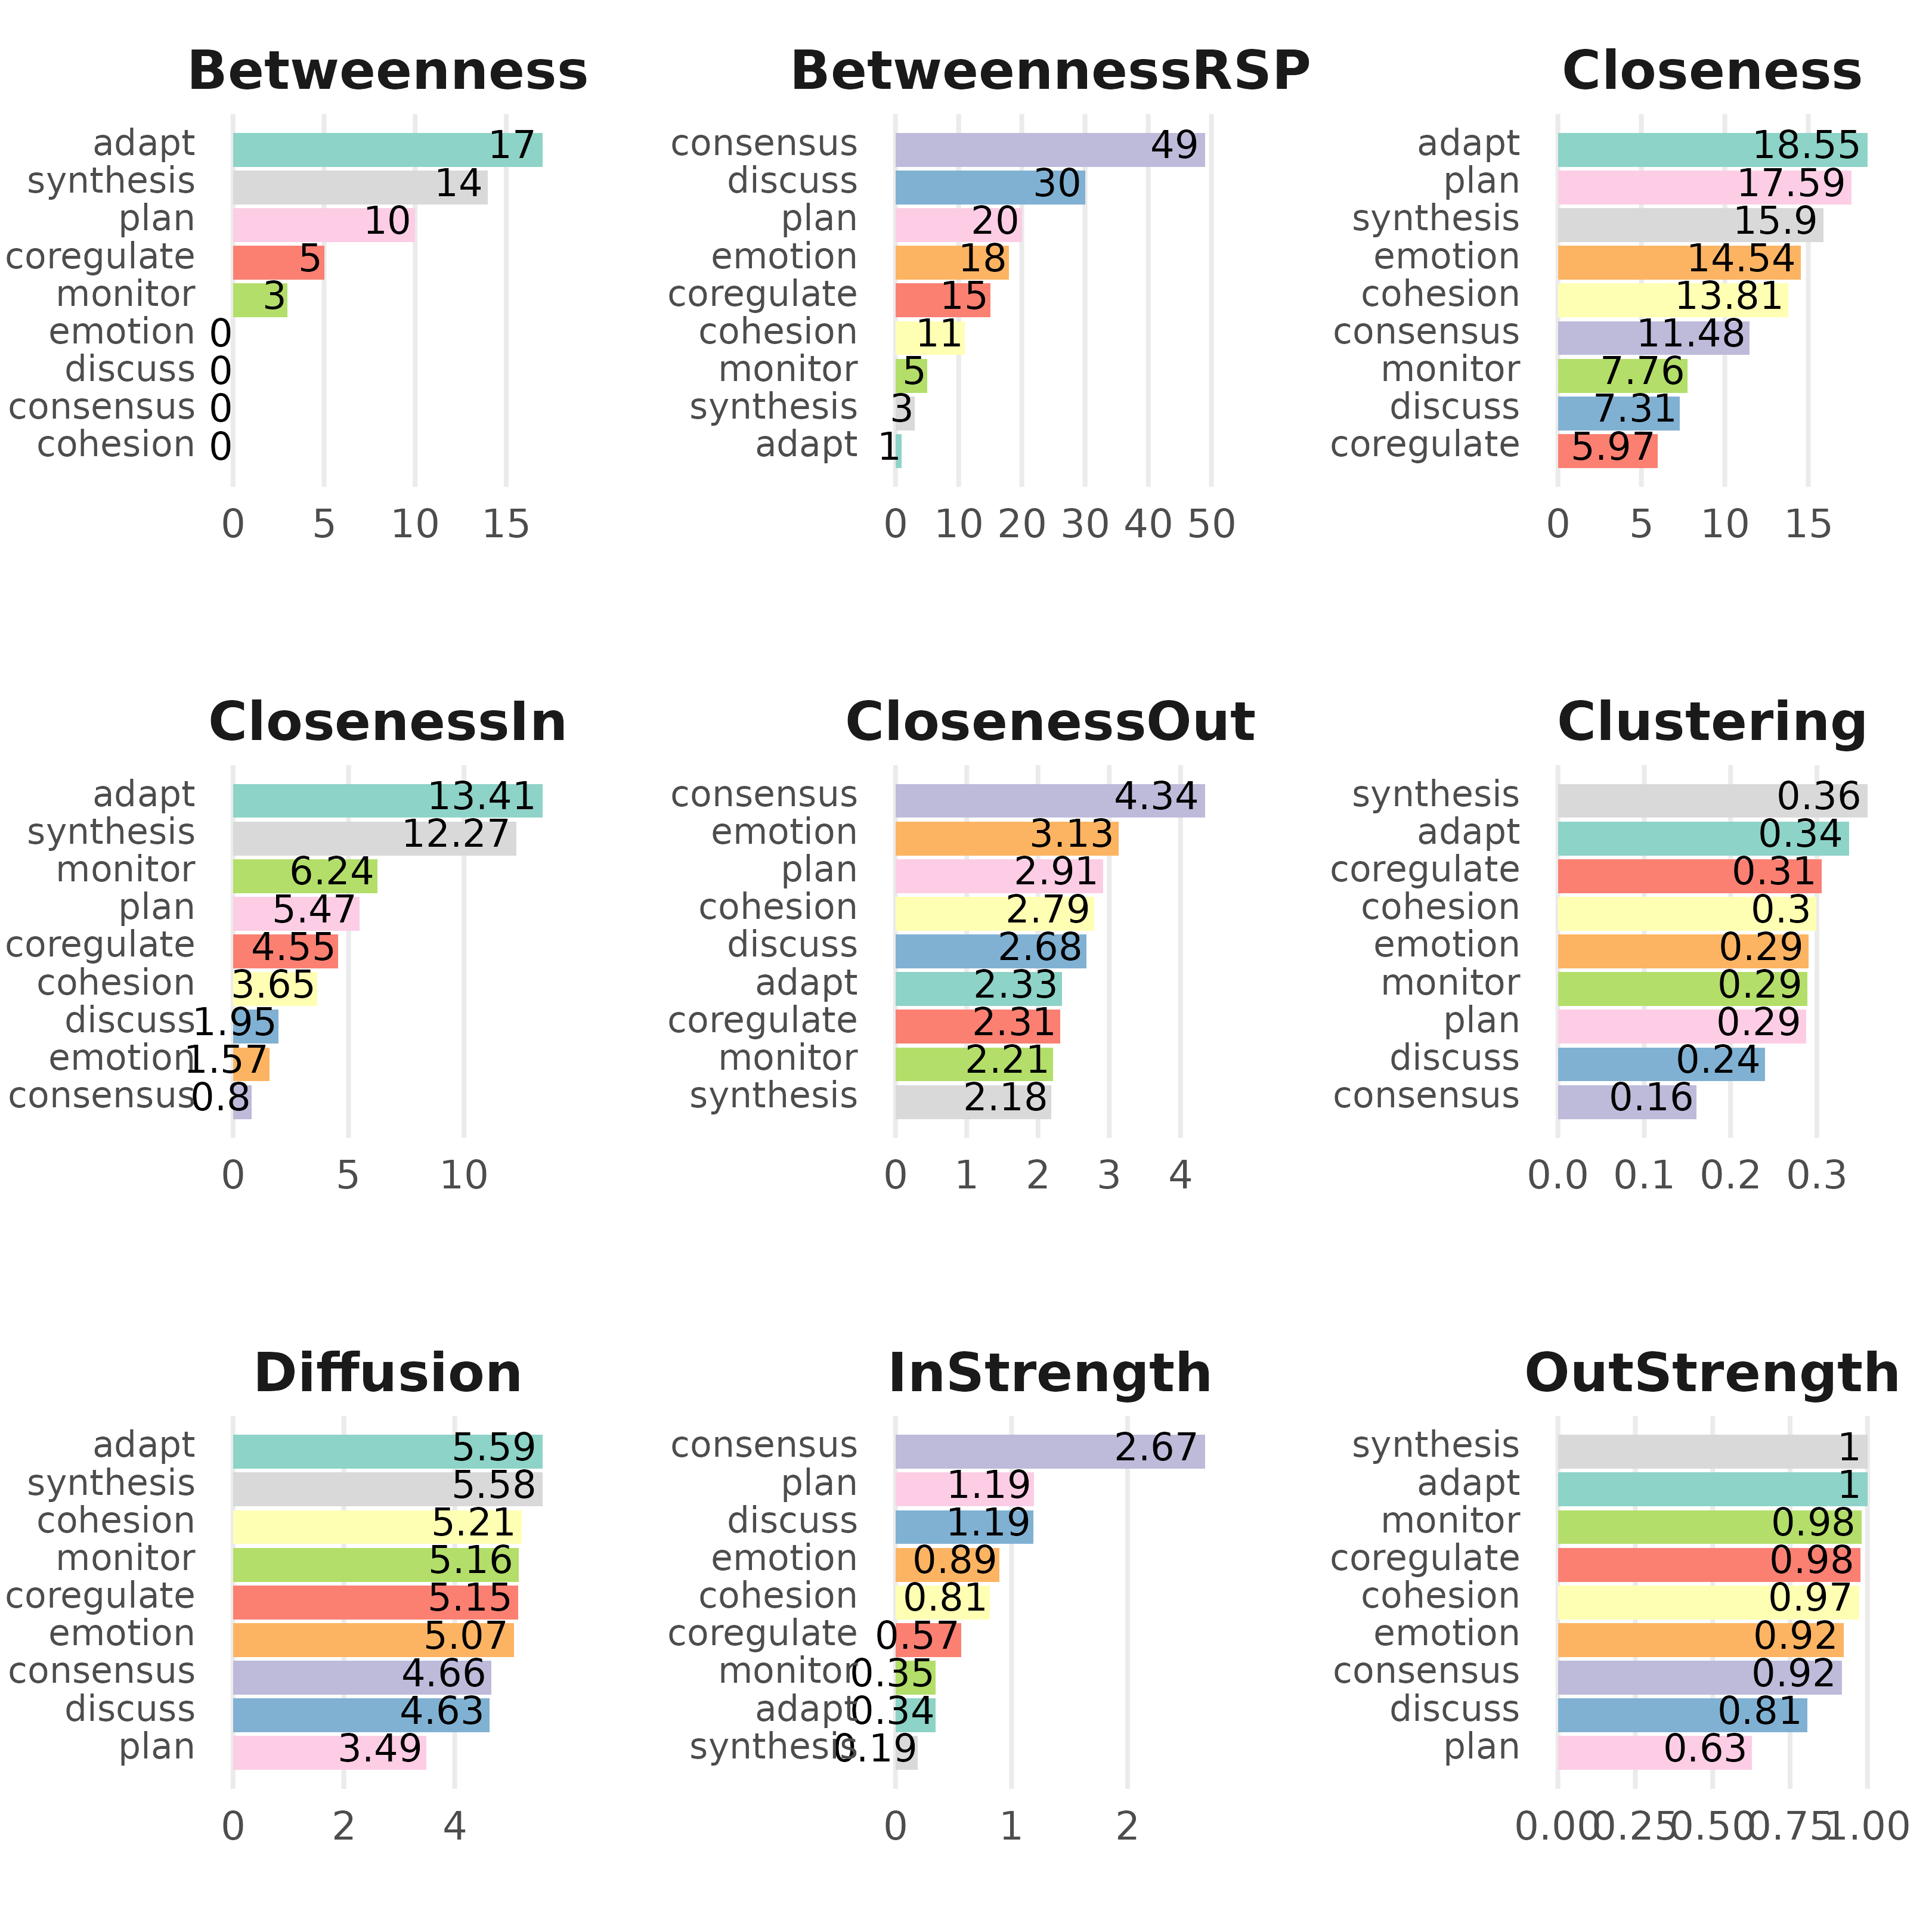 Betweenness
adapt 17
synthesis 14
plan 10
coregulate 5
monitor 3
emotion 0
discuss 0
consensus 0
cohesion 0
0 5 10 15
BetweennessRSP
consensus 49
discuss 30
plan 20
emotion 18
coregulate 15
cohesion 11
monitor 5
synthesis 3
adapt 1
0 10 20 30 40 50
Closeness
adapt 18.55
plan 17.59
synthesis 15.9
emotion 14.54
cohesion 13.81
consensus 11.48
monitor 7.76
discuss 7.31
coregulate 5.97
0 5 10 15
ClosenessIn
adapt 13.41
synthesis 12.27
monitor 6.24
plan 5.47
coregulate 4.55
cohesion 3.65
discuss 1.95
emotion 1.57
consensus 0.8
0 5 10
ClosenessOut
consensus 4.34
emotion 3.13
plan 2.91
cohesion 2.79
discuss 2.68
adapt 2.33
coregulate 2.31
monitor 2.21
synthesis 2.18
0 1 2 3 4
Clustering
synthesis 0.36
adapt 0.34
coregulate 0.31
cohesion 0.3
emotion 0.29
monitor 0.29
plan 0.29
discuss 0.24
consensus 0.16
0.0 0.1 0.2 0.3
Diffusion
adapt 5.59
synthesis 5.58
cohesion 5.21
monitor 5.16
coregulate 5.15
emotion 5.07
consensus 4.66
discuss 4.63
plan 3.49
0 2 4
InStrength
consensus 2.67
plan 1.19
discuss 1.19
emotion 0.89
cohesion 0.81
coregulate 0.57
monitor 0.35
adapt 0.34
synthesis 0.19
0 1 2
OutStrength
synthesis 1
adapt 1
monitor 0.98
coregulate 0.98
cohesion 0.97
emotion 0.92
consensus 0.92
discuss 0.81
plan 0.63
0.00 0.25 0.50 0.75 1.00